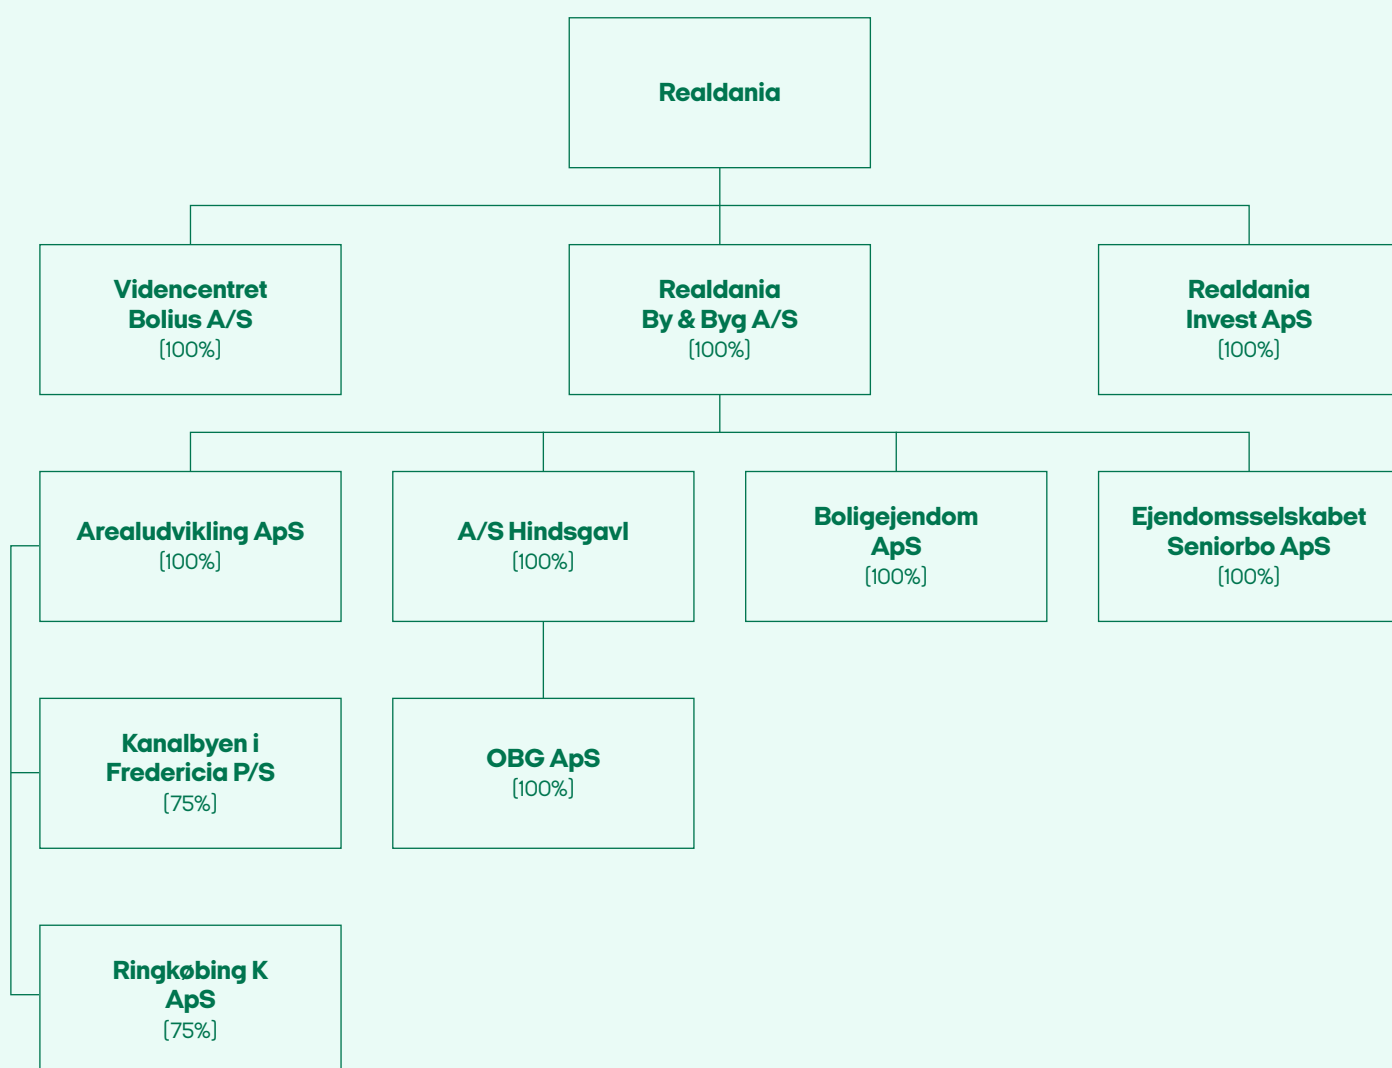 Realdania
Videncentret
Bolius A/S
(100%)
Realdania
By & Byg A/S
(100%)
Realdania
Invest ApS
(100%)
Arealudvikling ApS
(100%)
A/S Hindsgavl
(100%)
Boligejendom
ApS
(100%)
Ejendomsselskabet
Seniorbo ApS
(100%)
Kanalbyen i
Fredericia P/S
(75%)
OBG ApS
(100%)
Ringkøbing K
ApS
(75%)